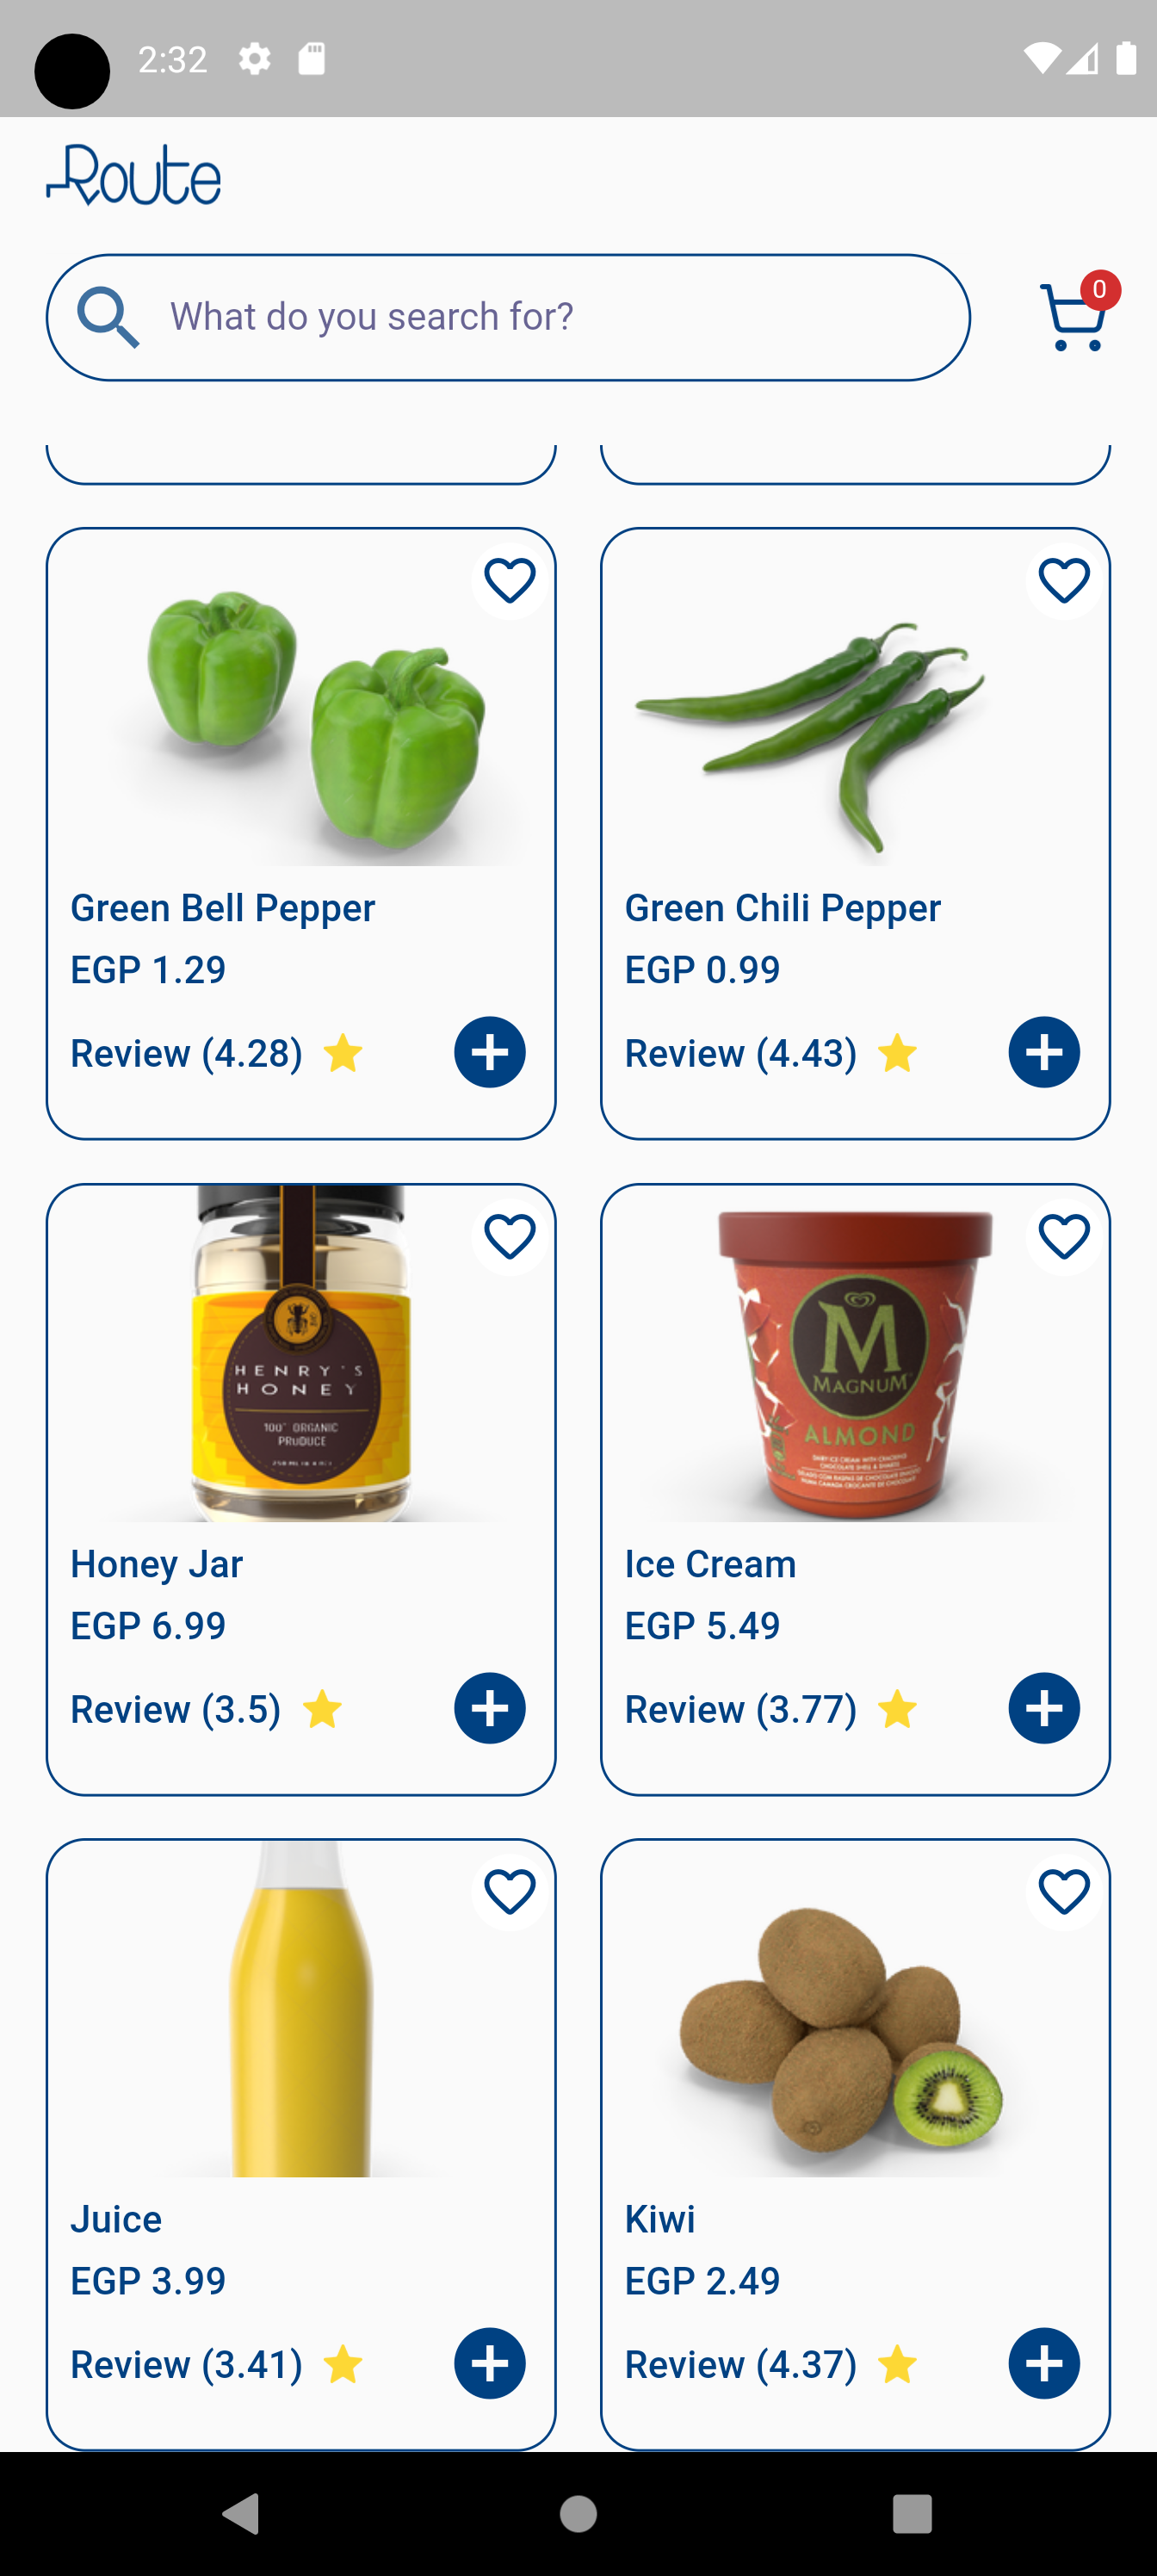 2:32
Route
What do you search for?
0
Green Bell Pepper
EGP 1.29
Review (4.28)
Green Chili Pepper
EGP 0.99
Review (4.43)
HENRY'S
HONEY
100% ORGANIC
PRODUCE
Honey Jar
EGP 6.99
Review (3.5)
M
MAGNUM
ALMOND
Ice Cream
EGP 5.49
Review (3.77)
Juice
EGP 3.99
Review (3.41)
Kiwi
EGP 2.49
Review (4.37)